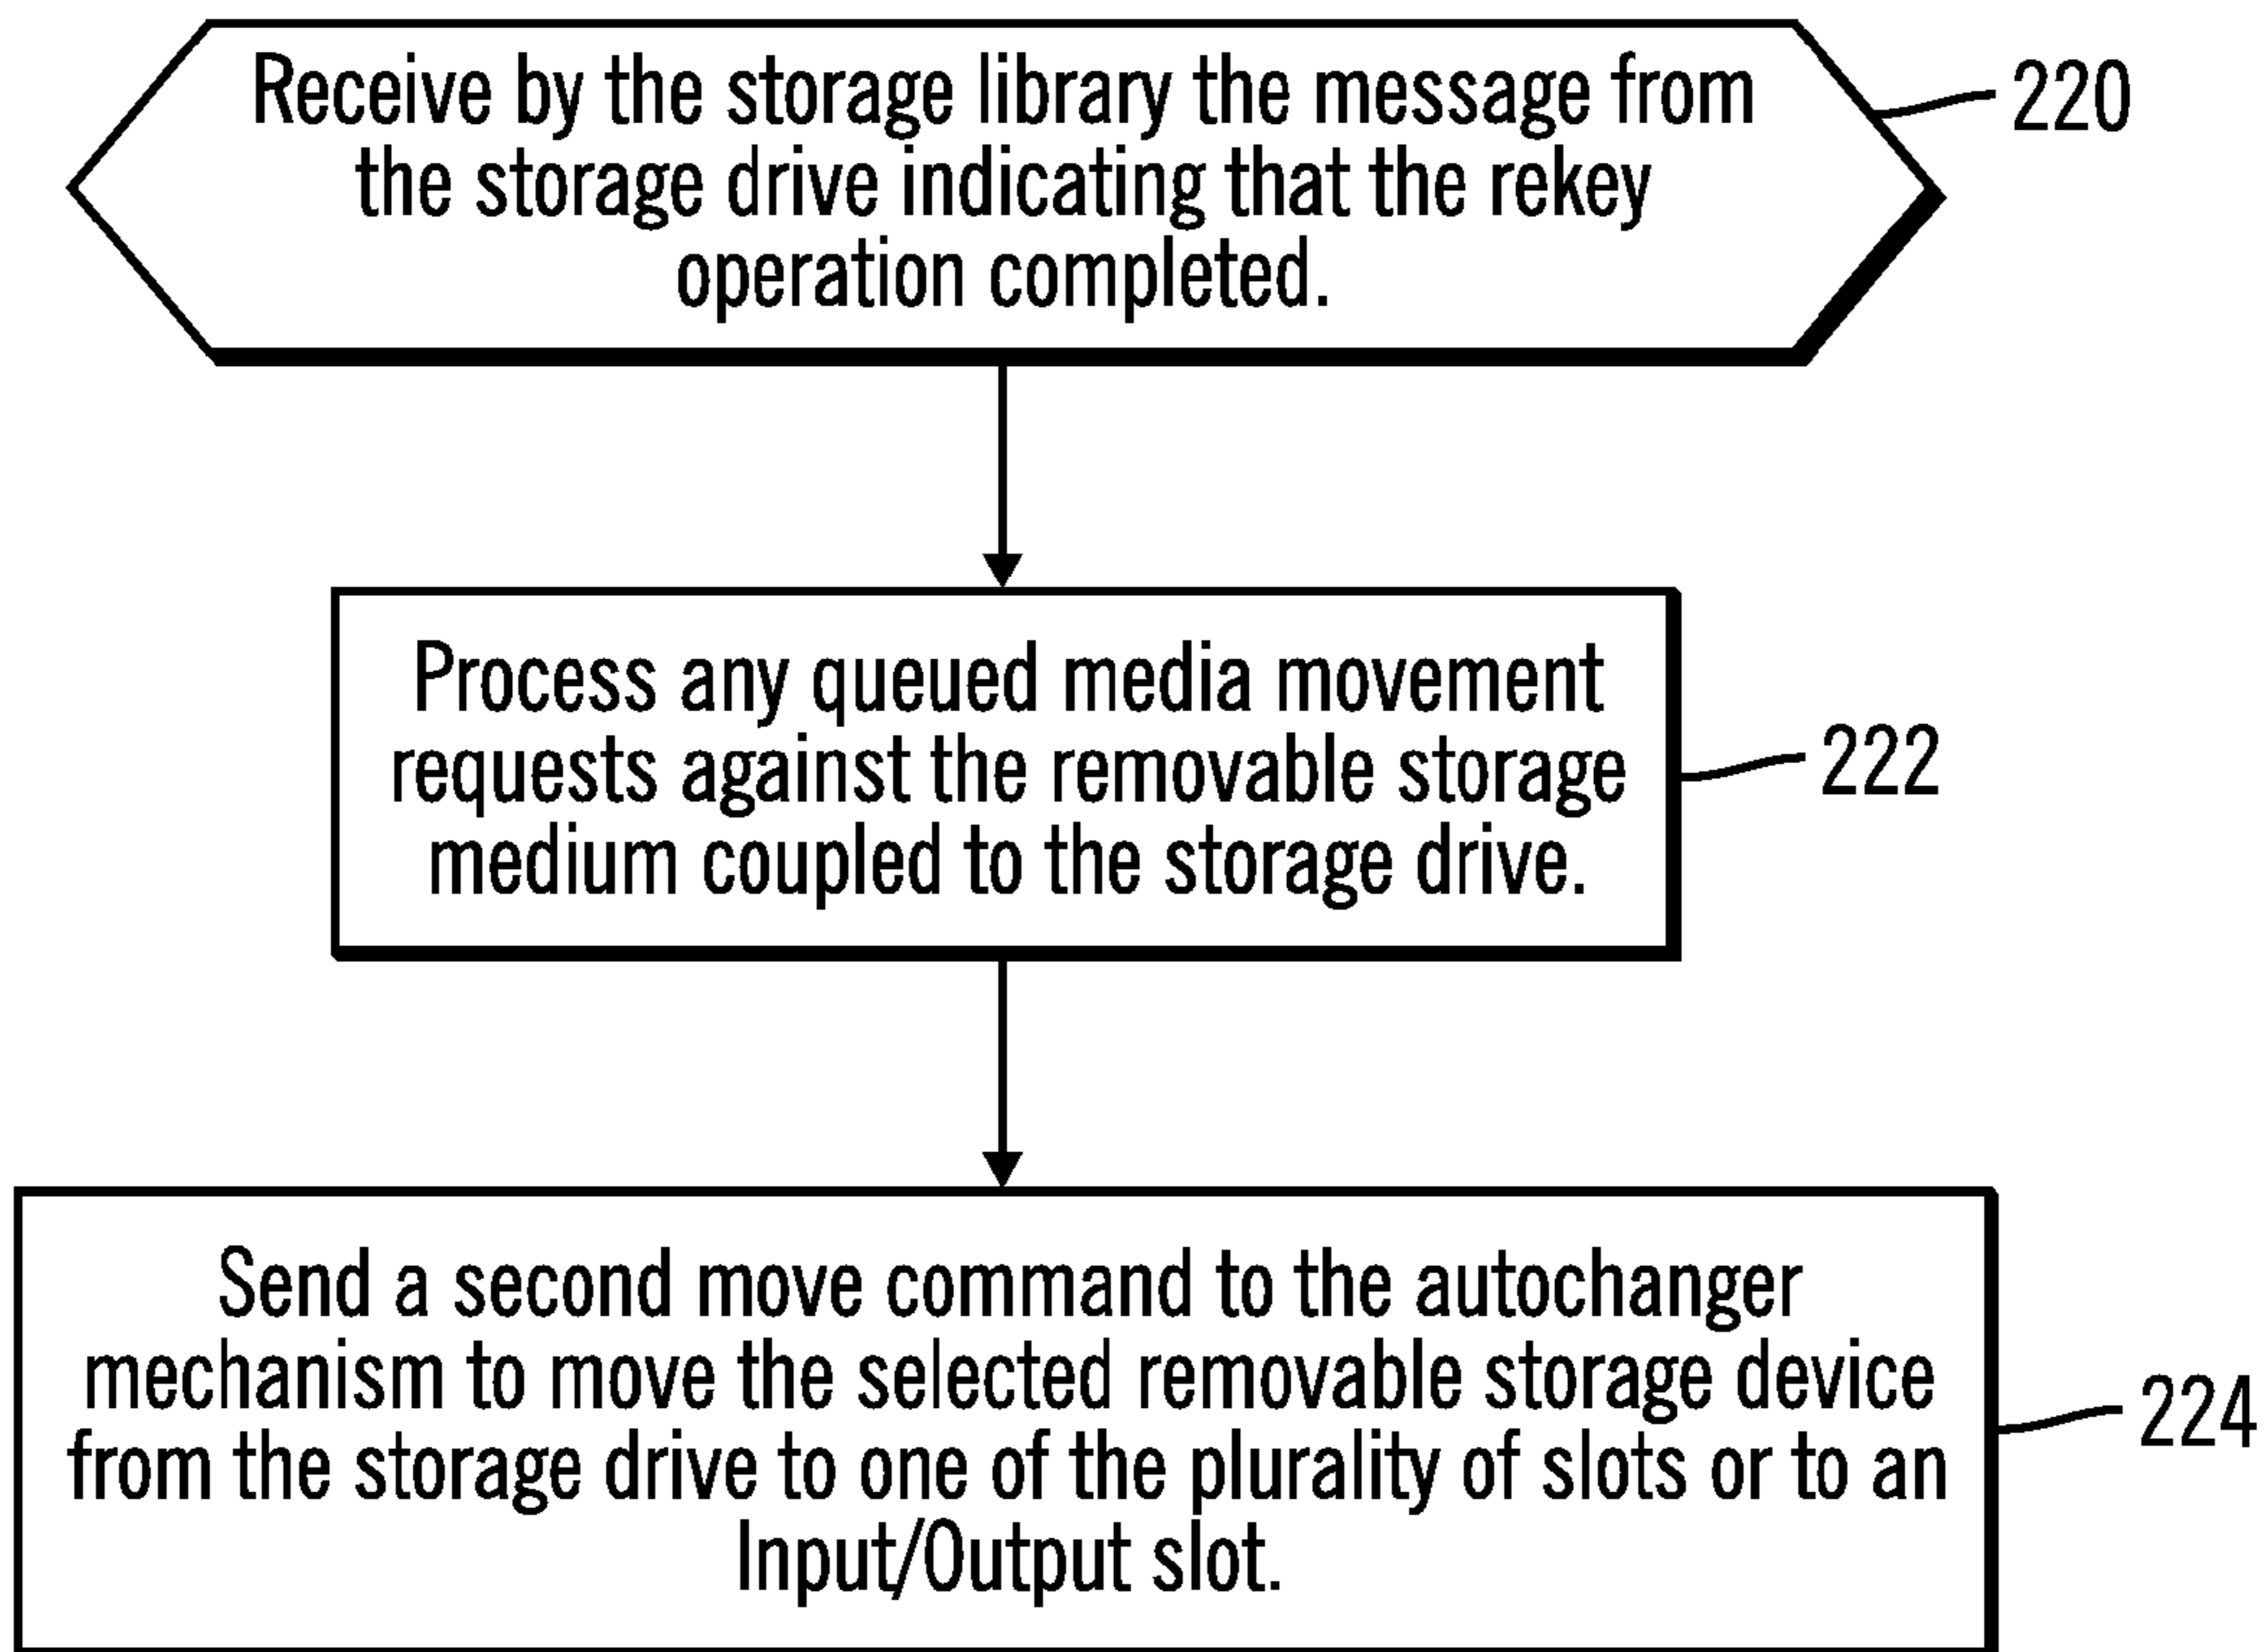 Receive by the storage library the message from
the storage drive indicating that the rekey
operation completed.
220
Process any queued media movement
requests against the removable storage
medium coupled to the storage drive.
222
Send a second move command to the autochanger
mechanism to move the selected removable storage device
from the storage drive to one of the plurality of slots or to an
Input/Output slot.
224